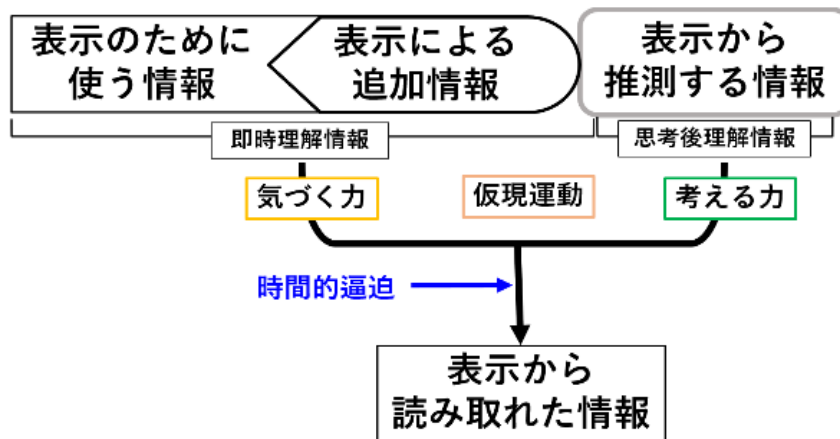 表示のために
使う情報
表示による
追加情報
表示から
推測する情報
即時理解情報
思考後理解情報
気づく力
仮現運動
考える力
時間的逼迫
表示から
読み取れた情報